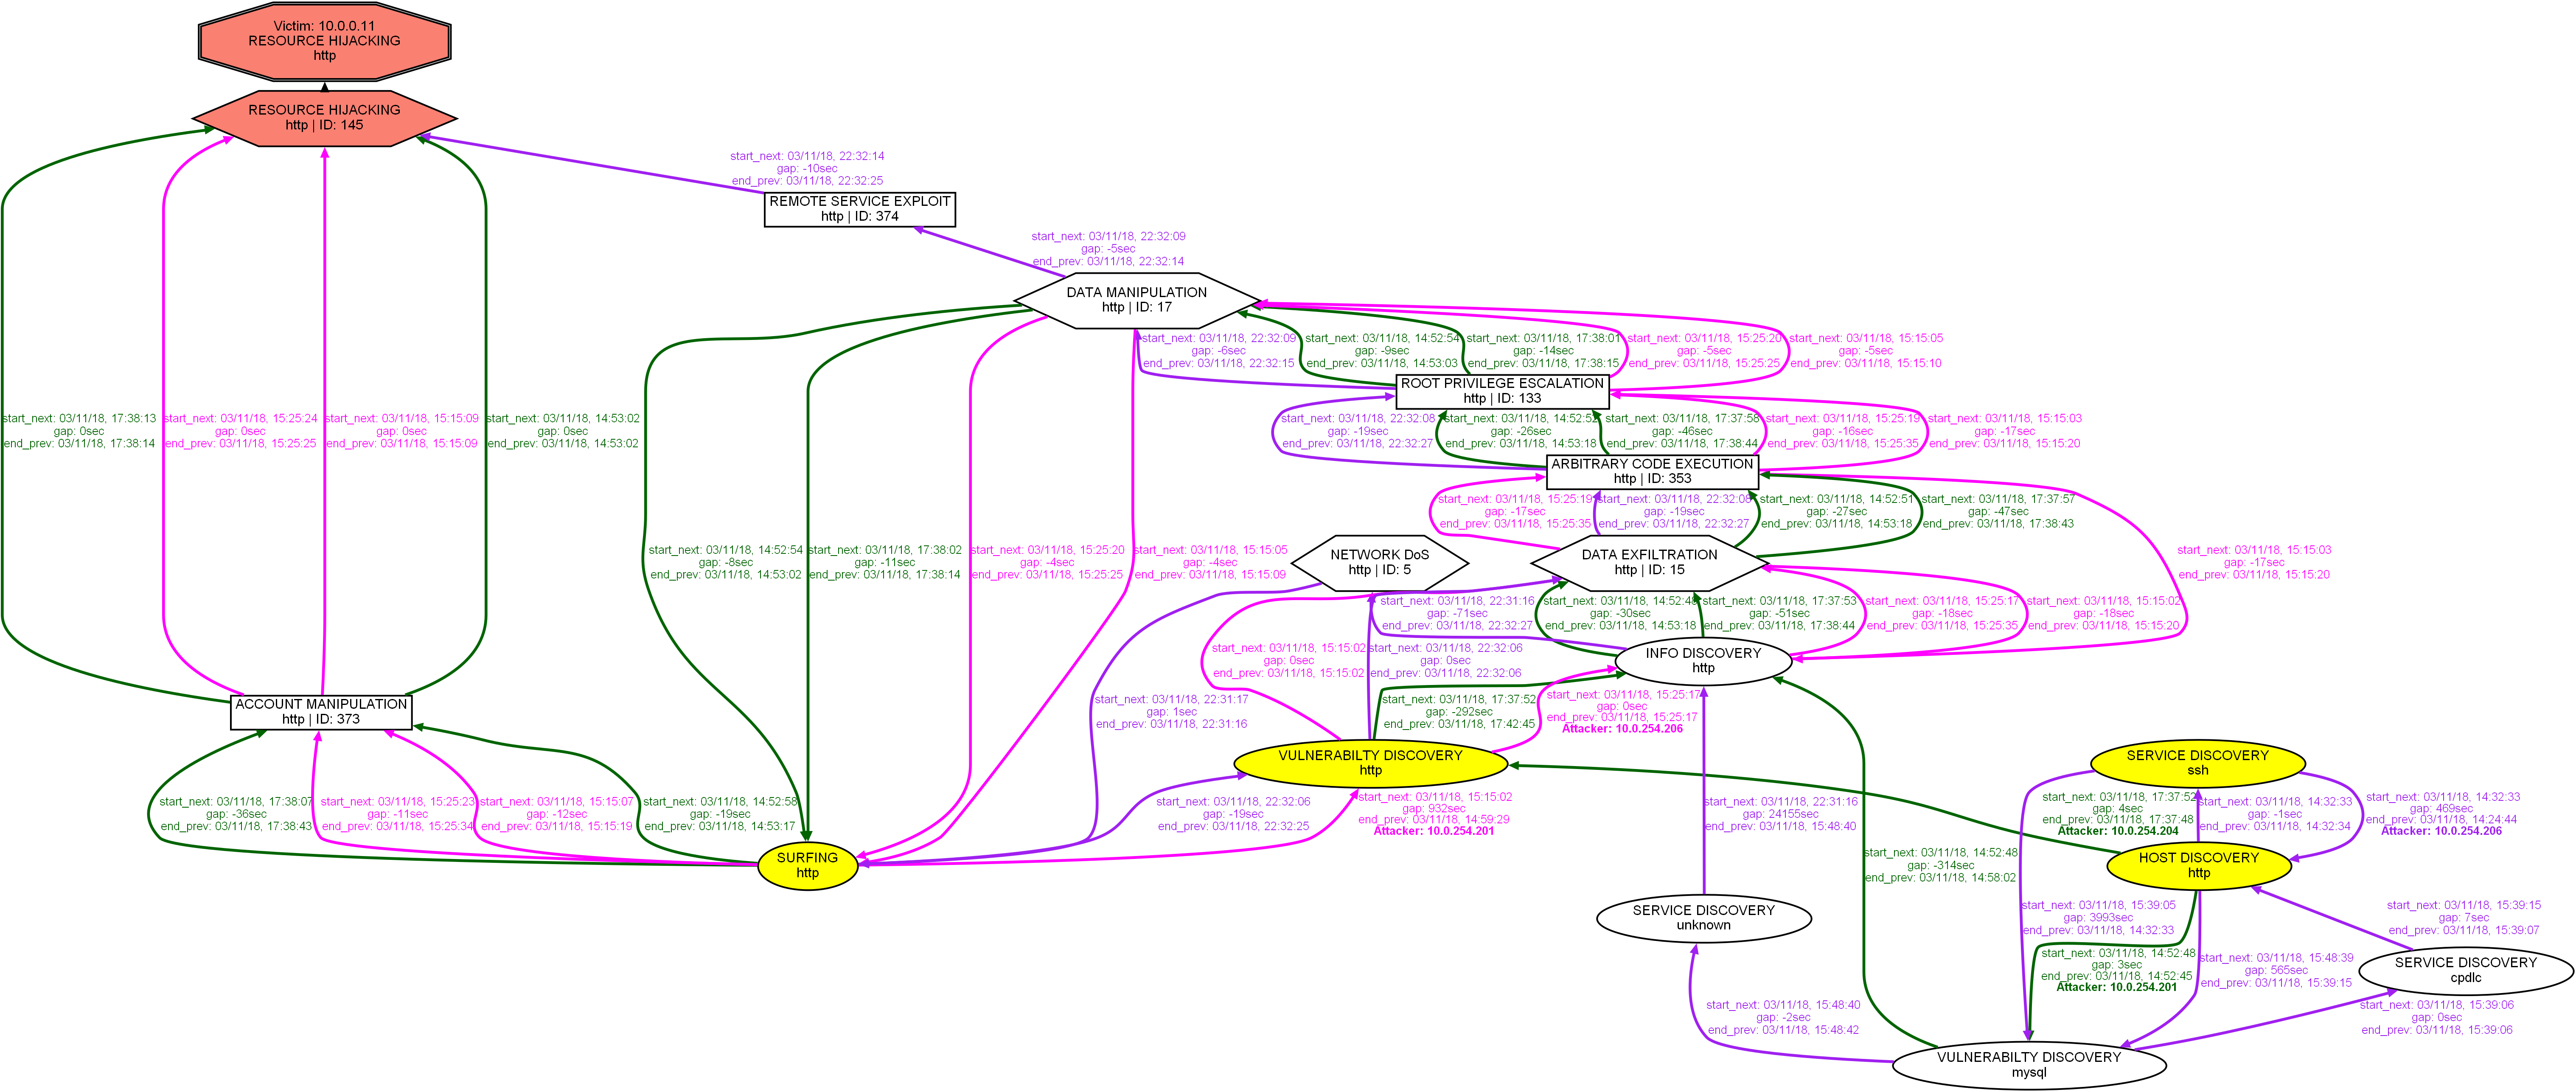 Victim: 10.0.0.11
RESOURCE HIJACKING
http
RESOURCE HIJACKING
http | ID: 145
start_next: 03/11/18, 22:32:14
gap: -10sec
end_prev: 03/11/18, 22:32:25
REMOTE SERVICE EXPLOIT
http | ID: 374
start_next: 03/11/18, 22:32:09
gap: -5sec
end_prev: 03/11/18, 22:32:14
DATA MANIPULATION
http | ID: 17
start_next: 03/11/18, 22:32:09
gap: -6sec
end_prev: 03/11/18, 22:32:15
start_next: 03/11/18, 14:52:54
gap: -9sec
end_prev: 03/11/18, 14:53:03
start_next: 03/11/18, 17:38:01
gap: -14sec
end_prev: 03/11/18, 17:38:15
start_next: 03/11/18, 15:25:20
gap: -5sec
end_prev: 03/11/18, 15:25:25
start_next: 03/11/18, 15:15:05
gap: -5sec
end_prev: 03/11/18, 15:15:10
ROOT PRIVILEGE ESCALATION
http | ID: 133
start_next: 03/11/18, 17:38:13
gap: 0sec
end_prev: 03/11/18, 17:38:14
start_next: 03/11/18, 15:25:24
gap: 0sec
end_prev: 03/11/18, 15:25:25
start_next: 03/11/18, 15:15:09
gap: 0sec
end_prev: 03/11/18, 15:15:09
start_next: 03/11/18, 14:53:02
gap: 0sec
end_prev: 03/11/18, 14:53:02
start_next: 03/11/18, 22:32:08
gap: -19sec
end_prev: 03/11/18, 22:32:27
start_next: 03/11/18, 14:52:52
gap: -26sec
end_prev: 03/11/18, 14:53:18
start_next: 03/11/18, 17:37:58
gap: -46sec
end_prev: 03/11/18, 17:38:44
start_next: 03/11/18, 15:25:19
gap: -16sec
end_prev: 03/11/18, 15:25:35
start_next: 03/11/18, 15:15:03
gap: -17sec
end_prev: 03/11/18, 15:15:20
ARBITRARY CODE EXECUTION
http | ID: 353
start_next: 03/11/18, 15:25:19
gap: -17sec
end_prev: 03/11/18, 15:25:35
start_next: 03/11/18, 22:32:08
gap: -19sec
end_prev: 03/11/18, 22:32:27
start_next: 03/11/18, 14:52:51
gap: -27sec
end_prev: 03/11/18, 14:53:18
start_next: 03/11/18, 17:37:57
gap: -47sec
end_prev: 03/11/18, 17:38:43
start_next: 03/11/18, 14:52:54
gap: -8sec
end_prev: 03/11/18, 14:53:02
start_next: 03/11/18, 17:38:02
gap: -11sec
end_prev: 03/11/18, 17:38:14
start_next: 03/11/18, 15:25:20
gap: -4sec
end_prev: 03/11/18, 15:25:25
start_next: 03/11/18, 15:15:05
gap: -4sec
end_prev: 03/11/18, 15:15:09
NETWORK DoS
http | ID: 5
DATA EXFILTRATION
http | ID: 15
start_next: 03/11/18, 15:15:03
gap: -17sec
end_prev: 03/11/18, 15:15:20
start_next: 03/11/18, 22:31:16
gap: -71sec
end_prev: 03/11/18, 22:32:27
start_next: 03/11/18, 14:52:48
gap: -30sec
end_prev: 03/11/18, 14:53:18
start_next: 03/11/18, 17:37:53
gap: -51sec
end_prev: 03/11/18, 17:38:44
start_next: 03/11/18, 15:25:17
gap: -18sec
end_prev: 03/11/18, 15:25:35
start_next: 03/11/18, 15:15:02
gap: -18sec
end_prev: 03/11/18, 15:15:20
start_next: 03/11/18, 15:15:02
gap: 0sec
end_prev: 03/11/18, 15:15:02
start_next: 03/11/18, 22:32:06
gap: 0sec
end_prev: 03/11/18, 22:32:06
INFO DISCOVERY
http
ACCOUNT MANIPULATION
http | ID: 373
start_next: 03/11/18, 22:31:17
gap: 1sec
end_prev: 03/11/18, 22:31:16
start_next: 03/11/18, 17:37:52
gap: -292sec
end_prev: 03/11/18, 17:42:45
start_next: 03/11/18, 15:25:17
gap: 0sec
end_prev: 03/11/18, 15:25:17
Attacker: 10.0.254.206
VULNERABILTY DISCOVERY
http
SERVICE DISCOVERY
ssh
start_next: 03/11/18, 17:38:07
gap: -36sec
end_prev: 03/11/18, 17:38:43
start_next: 03/11/18, 15:25:23
gap: -11sec
end_prev: 03/11/18, 15:25:34
start_next: 03/11/18, 15:15:07
gap: -12sec
end_prev: 03/11/18, 15:15:19
start_next: 03/11/18, 14:52:58
gap: -19sec
end_prev: 03/11/18, 14:53:17
start_next: 03/11/18, 22:32:06
gap: -19sec
end_prev: 03/11/18, 22:32:25
start_next: 03/11/18, 15:15:02
gap: 932sec
end_prev: 03/11/18, 14:59:29
Attacker: 10.0.254.201
start_next: 03/11/18, 22:31:16
gap: 24155sec
end_prev: 03/11/18, 15:48:40
start_next: 03/11/18, 17:37:52
gap: 4sec
end_prev: 03/11/18, 17:37:48
Attacker: 10.0.254.204
start_next: 03/11/18, 14:32:33
gap: -1sec
end_prev: 03/11/18, 14:32:34
start_next: 03/11/18, 14:32:33
gap: 469sec
end_prev: 03/11/18, 14:24:44
Attacker: 10.0.254.206
SURFING
http
start_next: 03/11/18, 14:52:48
gap: -314sec
end_prev: 03/11/18, 14:58:02
HOST DISCOVERY
http
SERVICE DISCOVERY
unknown
start_next: 03/11/18, 15:39:05
gap: 3993sec
end_prev: 03/11/18, 14:32:33
start_next: 03/11/18, 15:39:15
gap: 7sec
end_prev: 03/11/18, 15:39:07
start_next: 03/11/18, 14:52:48
gap: 3sec
end_prev: 03/11/18, 14:52:45
Attacker: 10.0.254.201
start_next: 03/11/18, 15:48:39
gap: 565sec
end_prev: 03/11/18, 15:39:15
SERVICE DISCOVERY
cpdlc
start_next: 03/11/18, 15:48:40
gap: -2sec
end_prev: 03/11/18, 15:48:42
start_next: 03/11/18, 15:39:06
gap: 0sec
end_prev: 03/11/18, 15:39:06
VULNERABILTY DISCOVERY
mysql